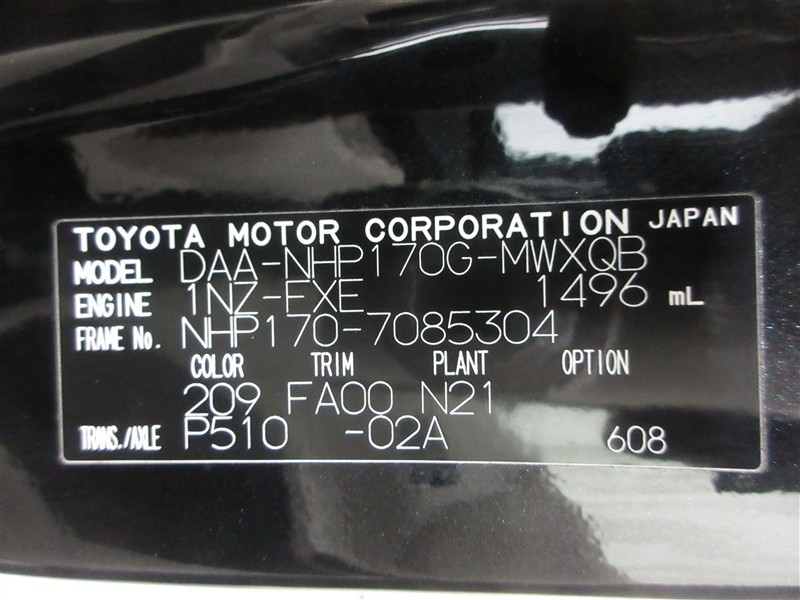 TOYOTA MOTOR CORPORATION JAPAN
MODEL DAA-NHP170G-MWXQB
ENGINE 1NZ-FXE 1496 mL
FRAME No. NHP170-7085304
COLOR TRIM PLANT OPTION
209 FA00 N21
TRANS./AXLE P510 -02A 608